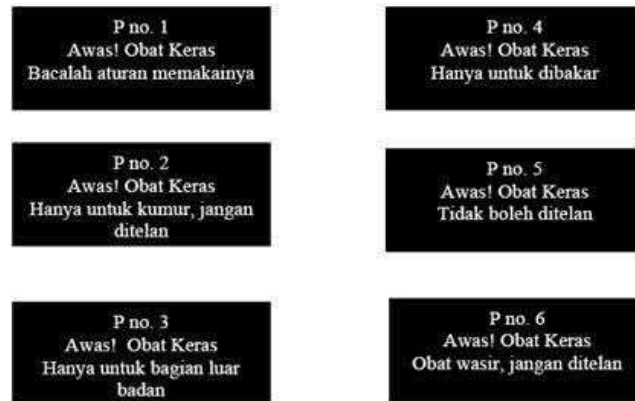 P no. 1
Awas! Obat Keras
Bacalah aturan memakainya
P no. 2
Awas! Obat Keras
Hanya untuk kumur, jangan
ditelan
P no. 3
Awas! Obat Keras
Hanya untuk bagian luar
badan
P no. 4
Awas! Obat Keras
Hanya untuk dibakar
P no. 5
Awas! Obat Keras
Tidak boleh ditelan
P no. 6
Awas! Obat Keras
Obat wasir, jangan ditelan